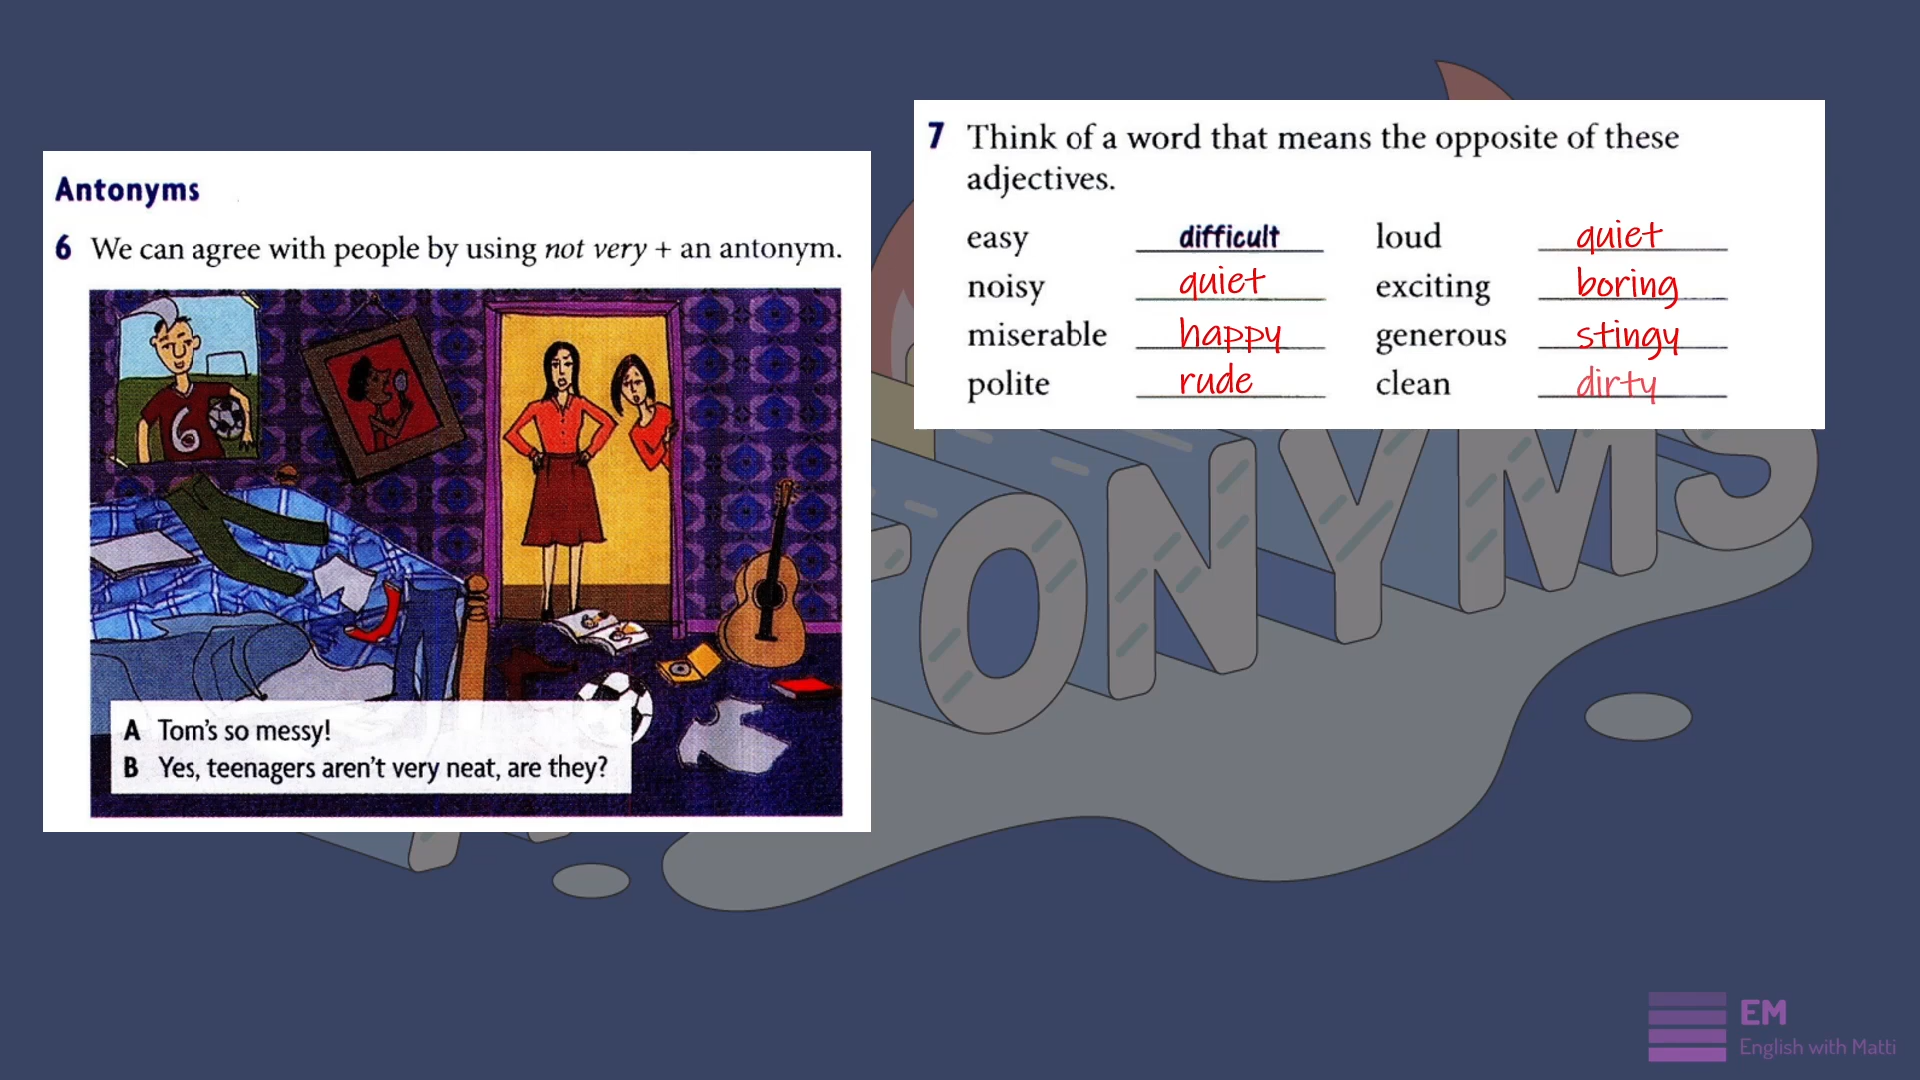 Antonyms
6 We can agree with people by using not very + an antonym.
6
A Tom's so messy!
B Yes, teenagers aren't very neat, are they?
7 Think of a word that means the opposite of these
adjectives.
easy difficult loud quiet
noisy quiet exciting boring
miserable happy generous stingy
polite rude clean dirty
ONYMS
EM
English with Matti